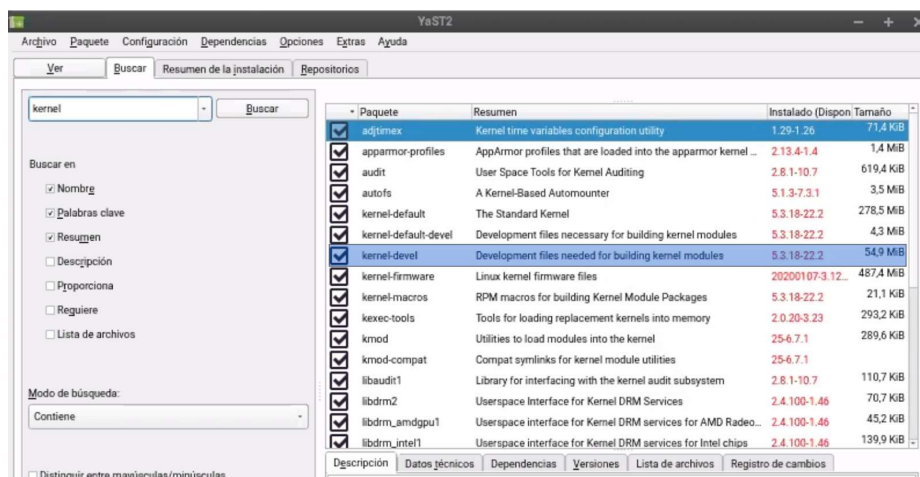 YaST2
Archivo Paquete Configuración Dependencias Opciones Extras Ayuda
Ver Buscar Resumen de la instalación Repositorios
kernel Buscar
Buscar en
Nombre
Palabras clave
Resumen
Descripción
Proporciona
Requiere
Lista de archivos
Modo de búsqueda:
Contiene
Distinguir entre mayúsculas/minúsculas
Paquete Resumen Instalado (Dispon Tamaño
adjtimex Kernel time variables configuration utility 1.29-1.26 71,4 KiB
apparmor-profiles AppArmor profiles that are loaded into the apparmor kernel ... 2.13.4-1.4 1,4 MiB
audit User Space Tools for Kernel Auditing 2.8.1-10.7 619,4 KiB
autofs A Kernel-Based Automounter 5.1.3-7.3.1 3,5 MiB
kernel-default The Standard Kernel 5.3.18-22.2 278,5 MiB
kernel-default-devel Development files necessary for building kernel modules 5.3.18-22.2 4,3 MiB
kernel-devel Development files needed for building kernel modules 5.3.18-22.2 54,9 MiB
kernel-firmware Linux kernel firmware files 20200107-3.12... 487,4 MiB
kernel-macros RPM macros for building Kernel Module Packages 5.3.18-22.2 21,1 KiB
kexec-tools Tools for loading replacement kernels into memory 2.0.20-3.23 293,2 KiB
kmod Utilities to load modules into the kernel 25-6.7.1 289,6 KiB
kmod-compat Compat symlinks for kernel module utilities 25-6.7.1
libaudit1 Library for interfacing with the kernel audit subsystem 2.8.1-10.7 110,7 KiB
libdrm2 Userspace Interface for Kernel DRM Services 2.4.100-1.46 70,7 KiB
libdrm_amdgpu1 Userspace interface for Kernel DRM services for AMD Radeo... 2.4.100-1.46 45,2 KiB
libdrm_intel1 Userspace interface for Kernel DRM services for Intel chips 2.4.100-1.46 139,9 KiB
Descripción Datos técnicos Dependencias Versiones Lista de archivos Registro de cambios